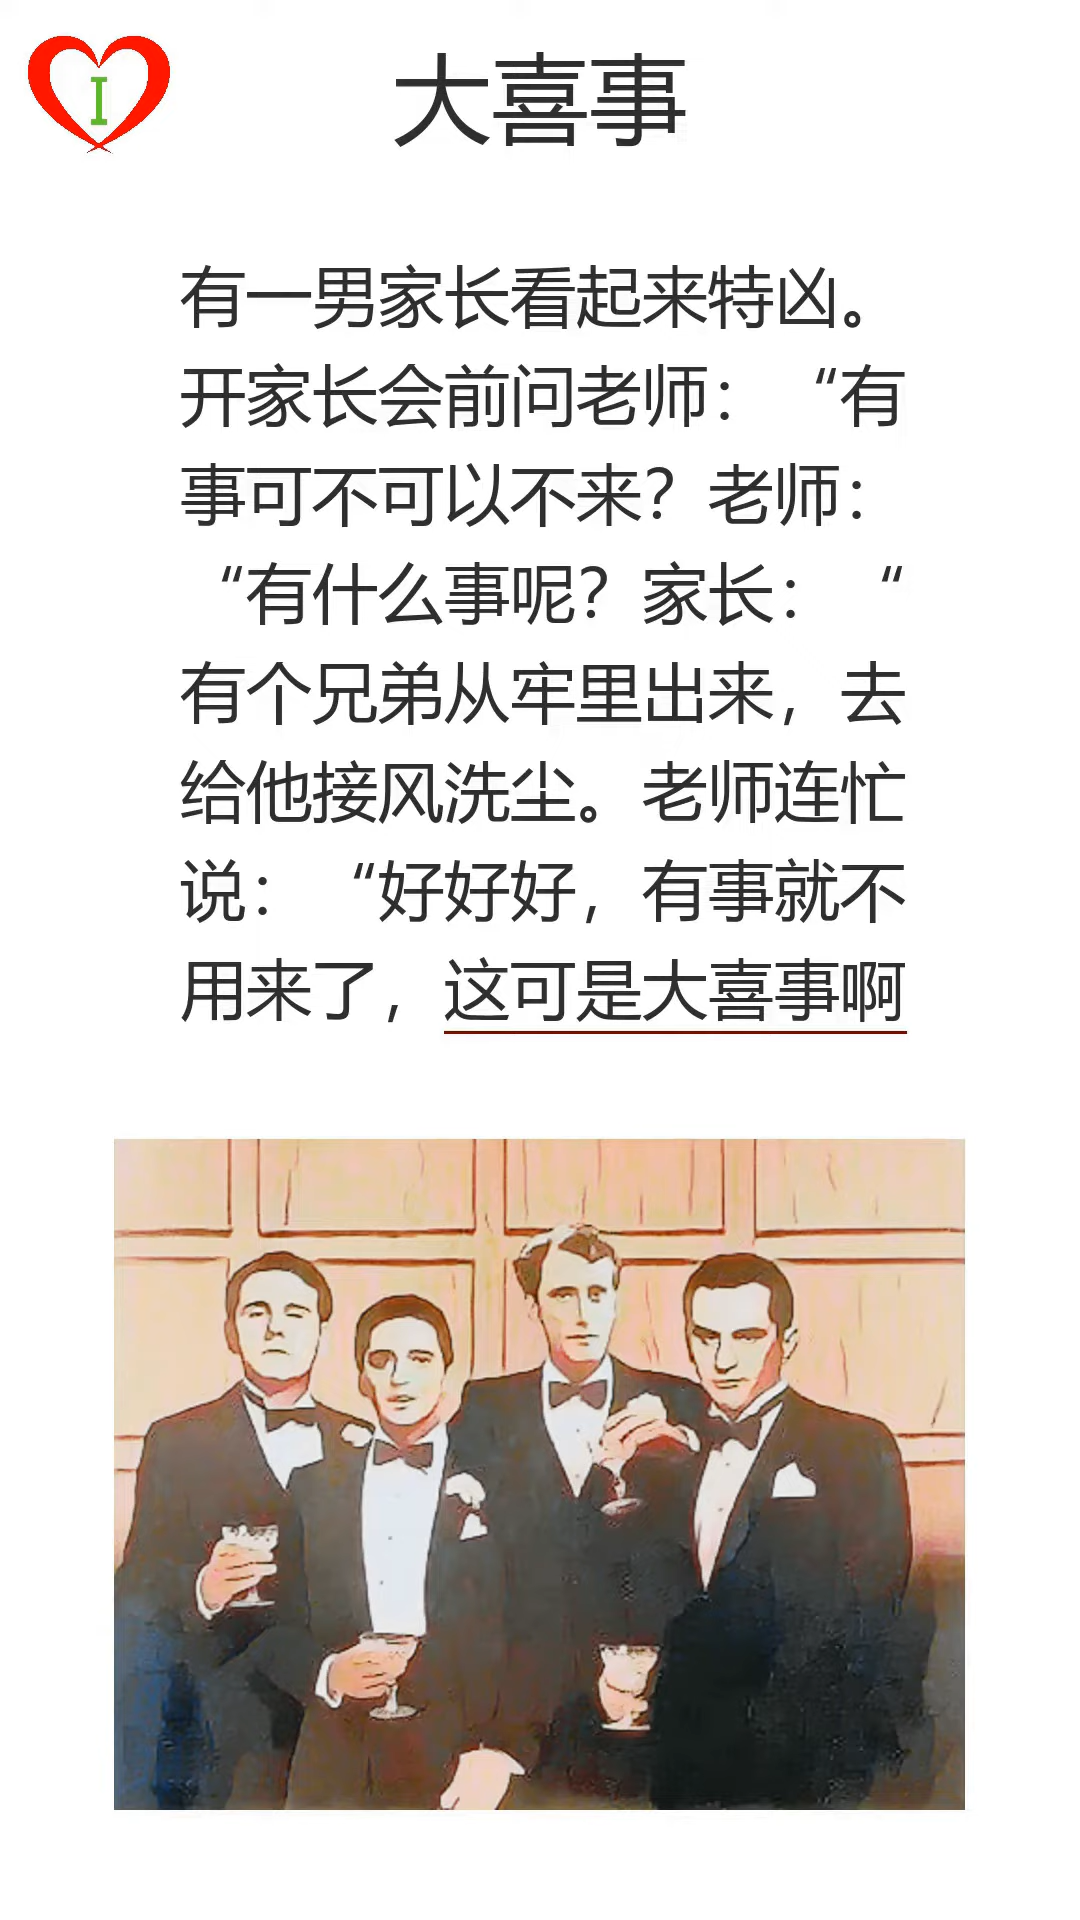 I
大喜事
有一男家长看起来特凶。
开家长会前问老师：“有
事可不可以不来？老师：
“有什么事呢？家长：“
有个兄弟从牢里出来，去
给他接风洗尘。老师连忙
说：“好好好，有事就不
用来了，这可是大喜事啊